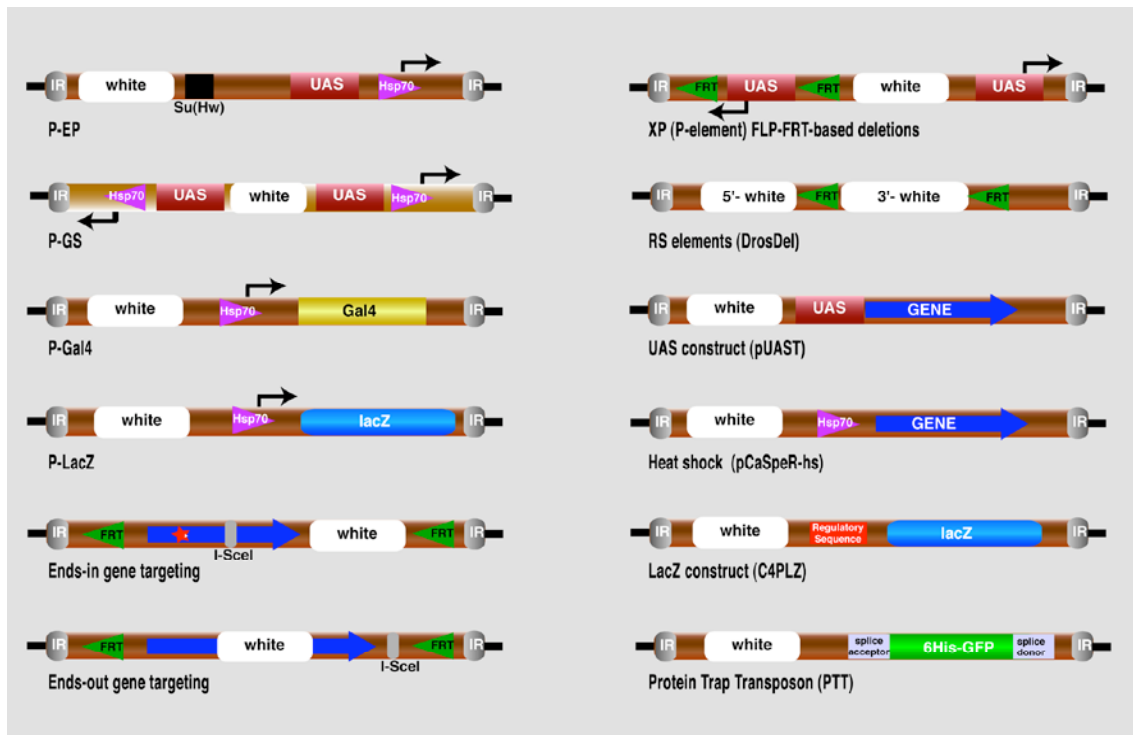 IR white UAS Hsp70 IR
Su(Hw)
P-EP
IR Hsp70 UAS white UAS Hsp70 IR
P-GS
IR white Hsp70 Gal4 IR
P-Gal4
IR white Hsp70 lacZ IR
P-LacZ
IR FRT white FRT IR
I-SceI
Ends-in gene targeting
IR FRT white FRT IR
I-SceI
Ends-out gene targeting
IR FRT UAS FRT white UAS IR
XP (P-element) FLP-FRT-based deletions
IR 5'- white FRT 3'- white FRT IR
RS elements (DrosDel)
IR white UAS GENE IR
UAS construct (pUAST)
IR white Hsp70 GENE IR
Heat shock (pCaSpeR-hs)
IR white Regulatory Sequence lacZ IR
LacZ construct (C4PLZ)
IR white splice acceptor 6His-GFP splice donor IR
Protein Trap Transposon (PTT)